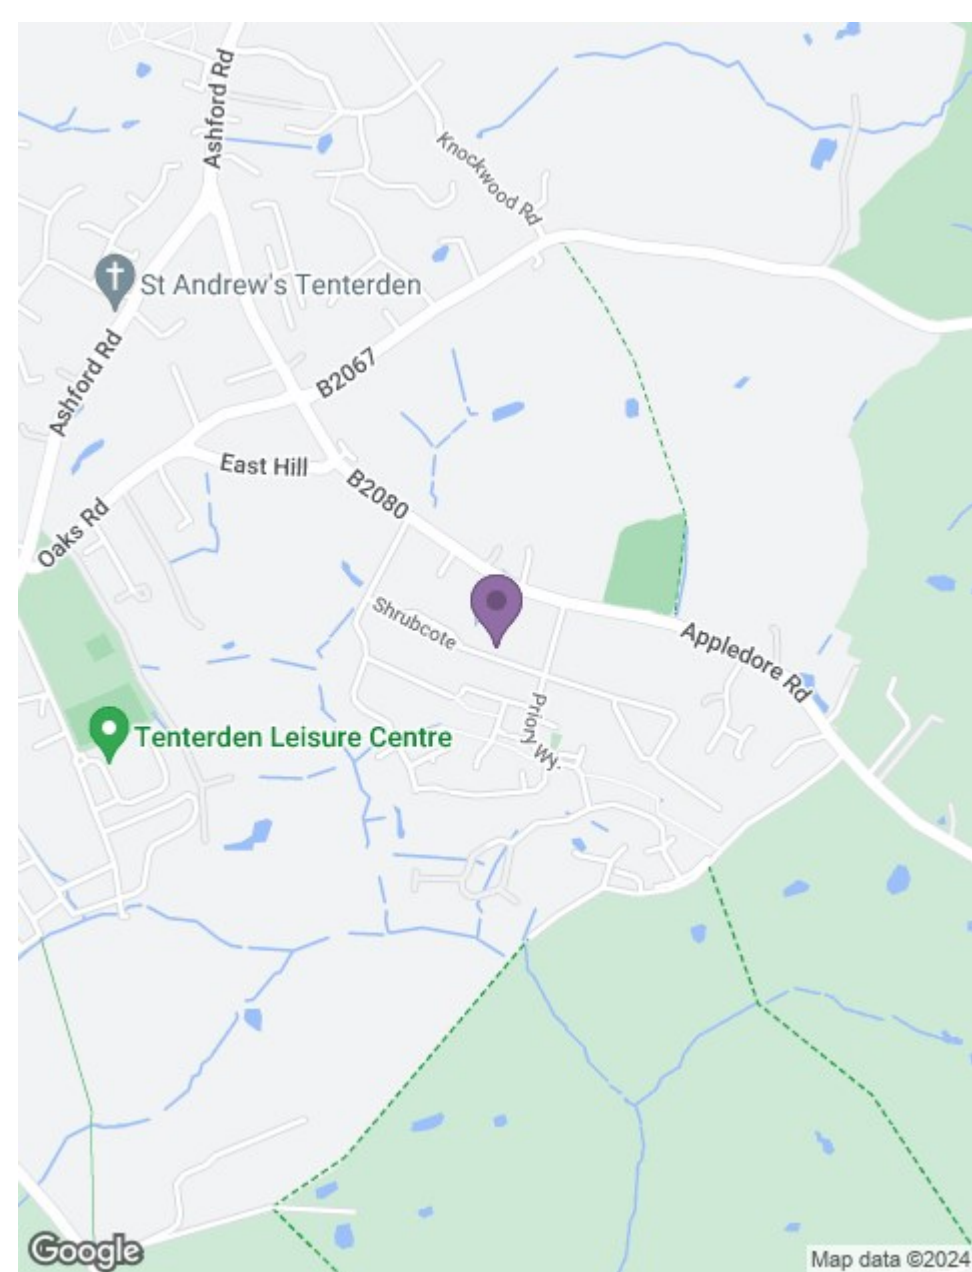 Ashford Rd
Knockwood Rd
St Andrew's Tenterden
Ashford Rd
B2067
East Hill
B2080
Oaks Rd
Shrubcote
Appledore Rd
Priory Wy.
Tenterden Leisure Centre
Google
Map data ©2024